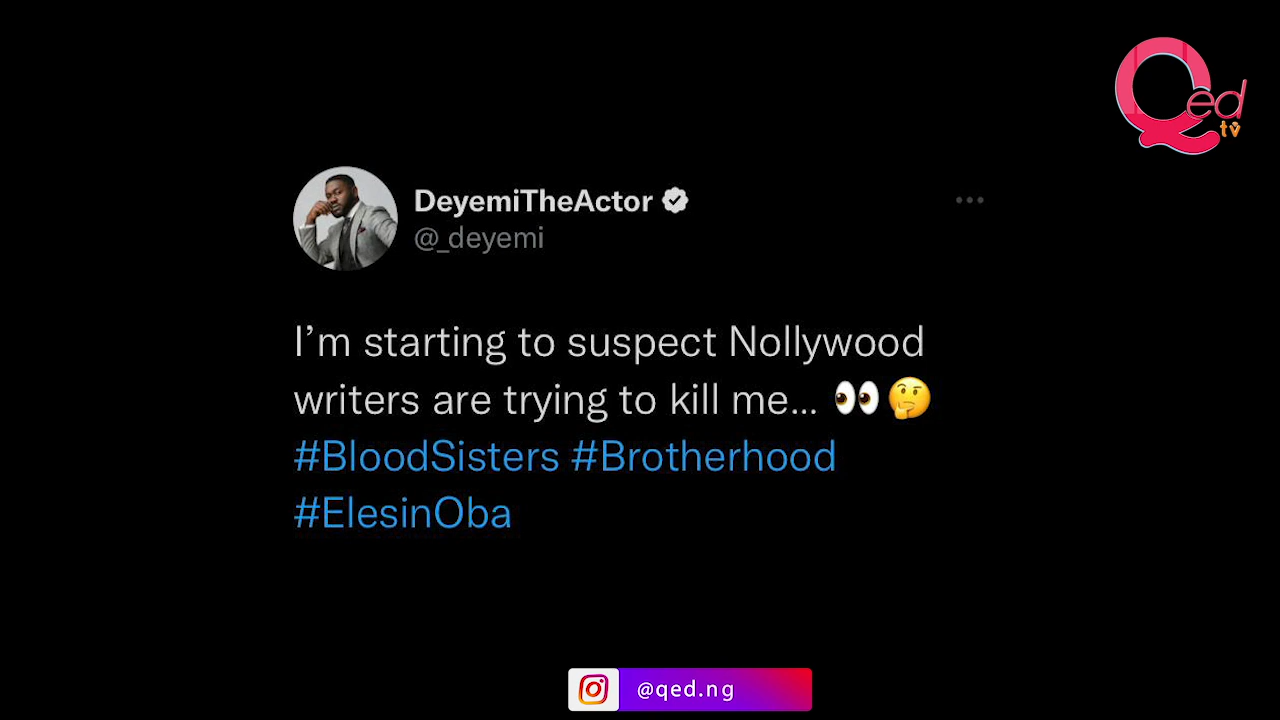 Qed
tv
DeyemiTheActor
@_deyemi
I’m starting to suspect Nollywood
writers are trying to kill me... 👀🤔
#BloodSisters #Brotherhood
#ElesinOba
@qed.ng